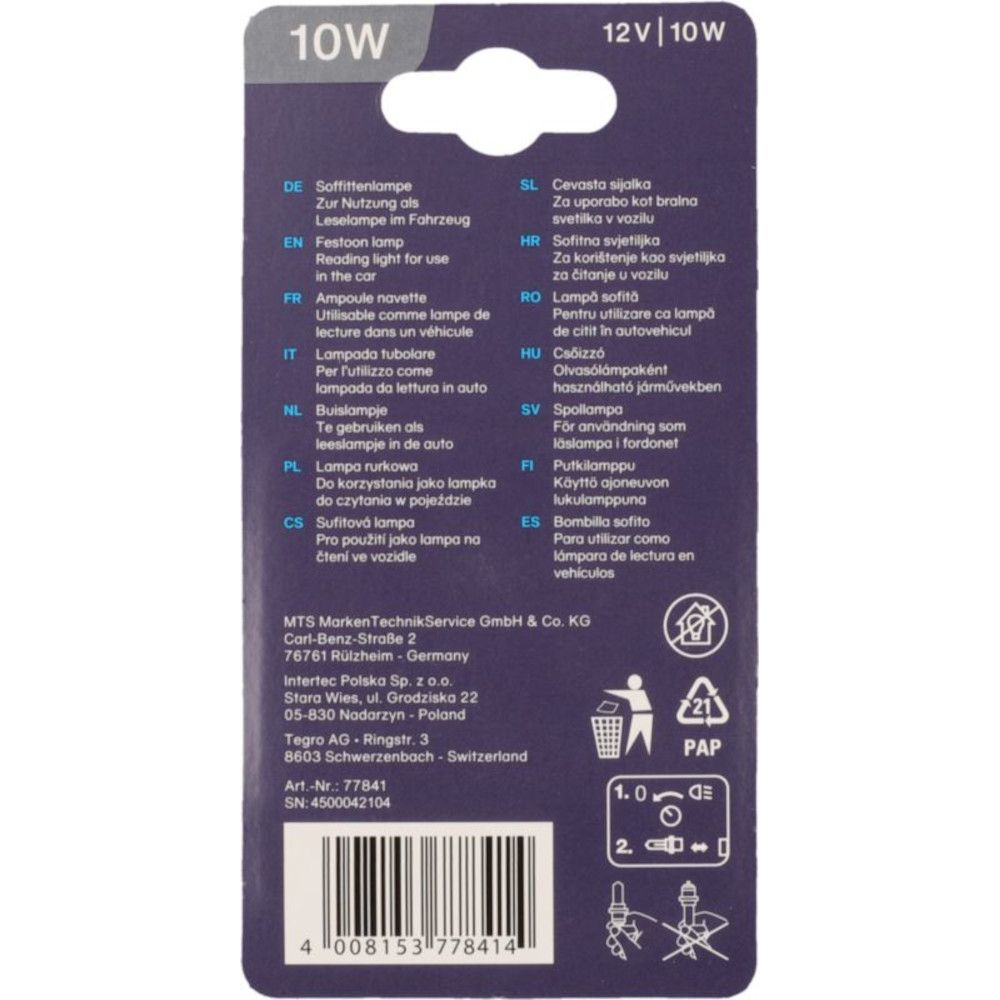 10W
12V|10W
DE Soffittenlampe
Zur Nutzung als
Leselampe im Fahrzeug
EN Festoon lamp
Reading light for use
in the car
FR Ampoule navette
Utilisable comme lampe de
lecture dans un véhicule
IT Lampada tubolare
Per l'utilizzo come
lampada da lettura in auto
NL Buislampje
Te gebruiken als
leeslampje in de auto
PL Lampa rurkowa
Do korzystania jako lampka
do czytania w pojeździe
CS Sufitová lampa
Pro použití jako lampa na
čtení ve vozidle
SL Cevasta sijalka
Za uporabo kot bralna
svetilka v vozilu
HR Sofitna svjetiljka
Za korištenje kao svjetiljka
za čitanje u vozilu
RO Lampă sofită
Pentru utilizare ca lampă
de citit în autovehicul
HU Csőizzó
Olvasólámpaként
használható járművekben
SV Spollampa
För användning som
läslampa i fordonet
FI Putkilamppu
Käyttö ajoneuvon
lukulamppuna
ES Bombilla sofito
Para utilizar como
lámpara de lectura en
vehículos
MTS MarkenTechnikService GmbH & Co. KG
Carl-Benz-Straße 2
76761 Rülzheim - Germany
Intertec Polska Sp. z o.o.
Stara Wies, ul. Grodziska 22
05-830 Nadarzyn - Poland
Tegro AG • Ringstr. 3
8603 Schwerzenbach - Switzerland
Art.-Nr.: 77841
SN: 4500042104
4 008153 778414
21
PAP
1. 0
2.